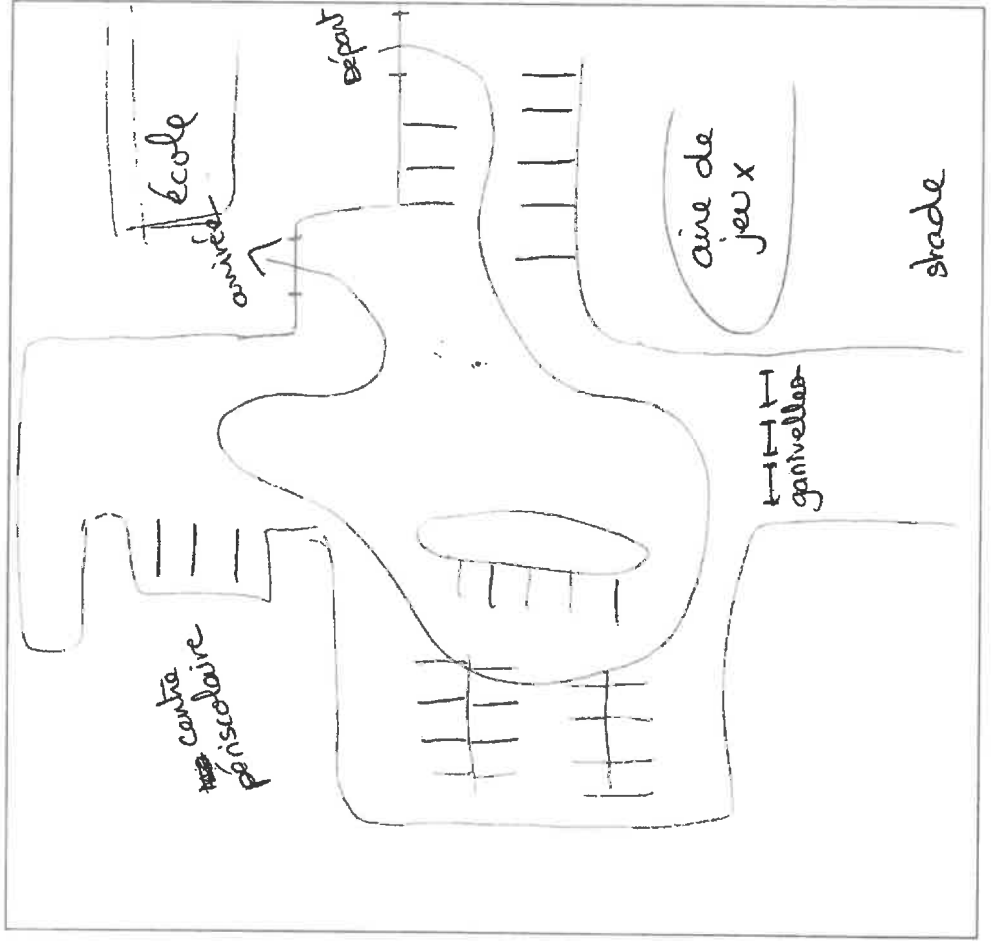 Départ
école
arrivée
aire de
jeux
stade
ganivelles
centre
périscolaire